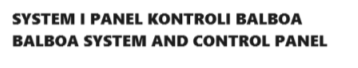 SYSTEM I PANEL KONTROLI BALBOA
BALBOA SYSTEM AND CONTROL PANEL